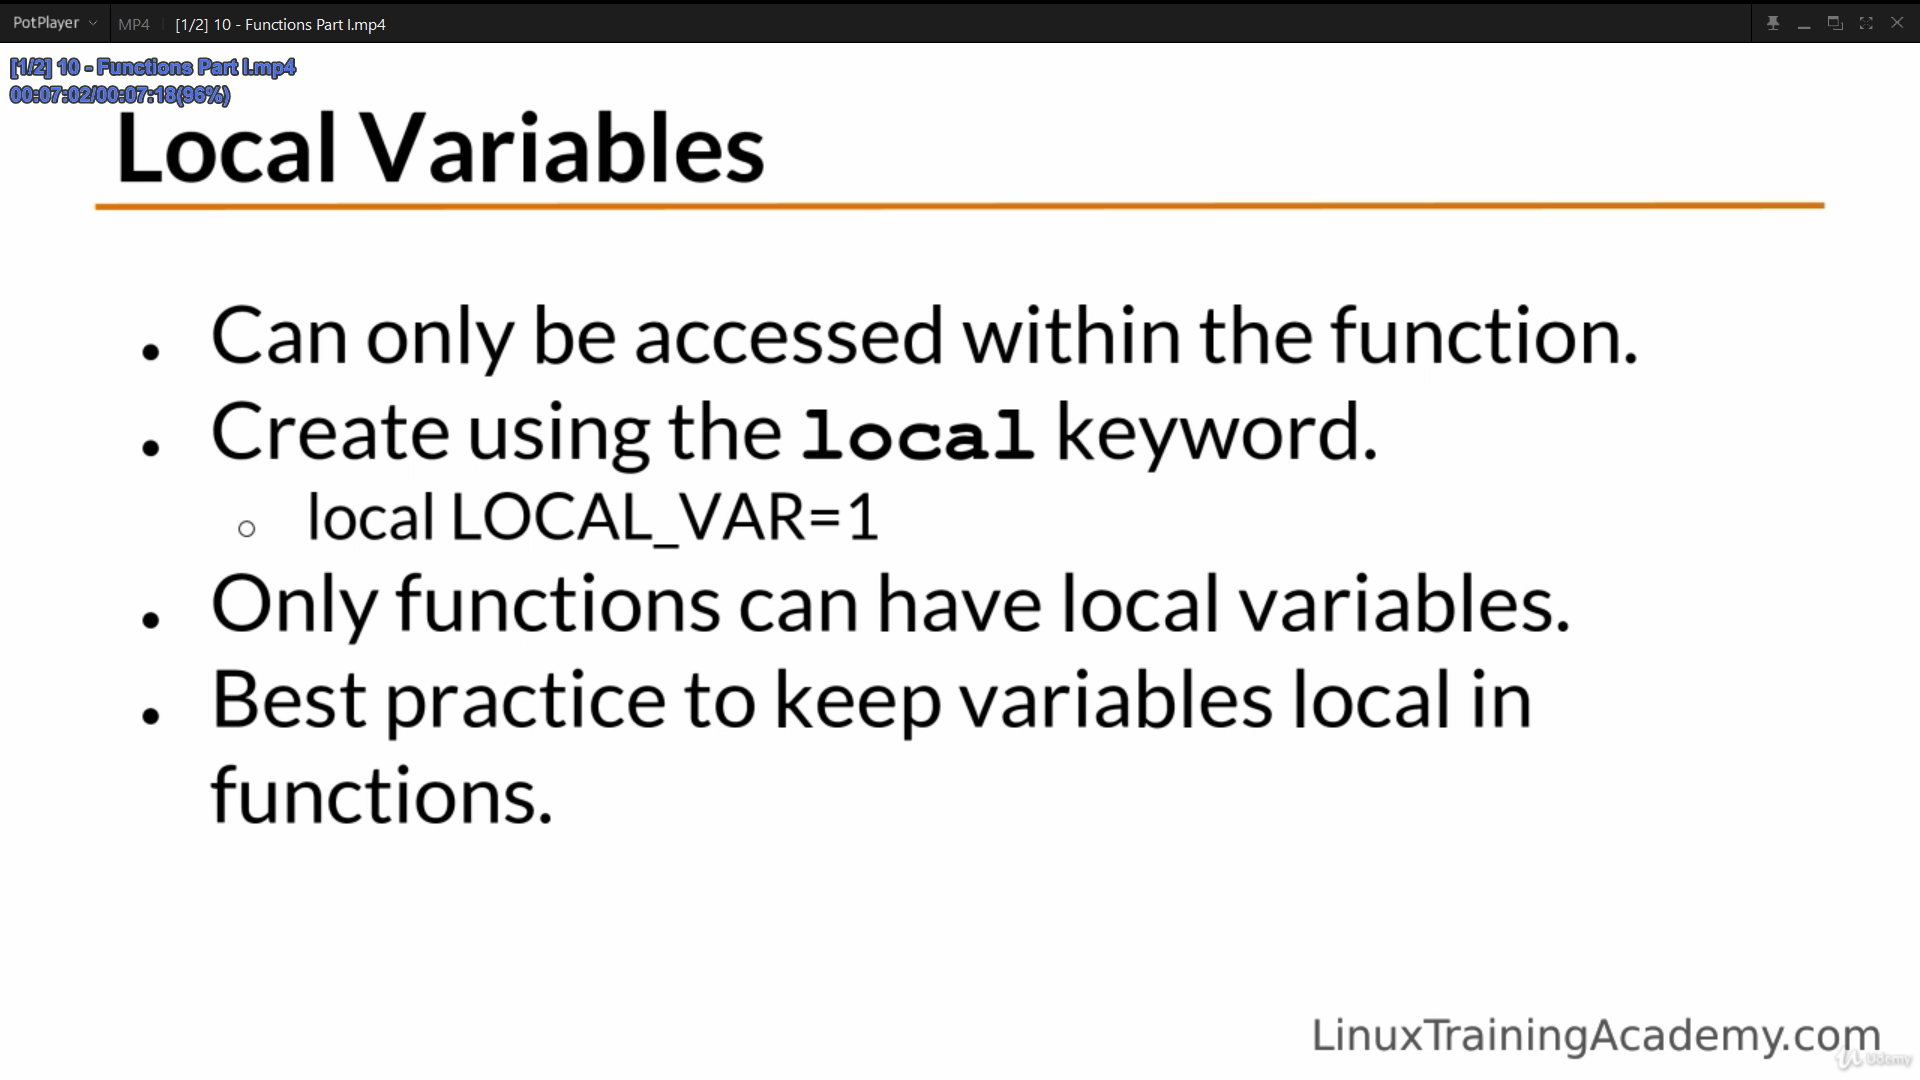 PotPlayer MP4 [1/2] 10 - Functions Part I.mp4
[1/2] 10 - Functions Part I.mp4
00:07:02/00:07:18(96%)
Local Variables
• Can only be accessed within the function.
• Create using the local keyword.
○ local LOCAL_VAR=1
• Only functions can have local variables.
• Best practice to keep variables local in
functions.
LinuxTrainingAcademy.com
Udemy